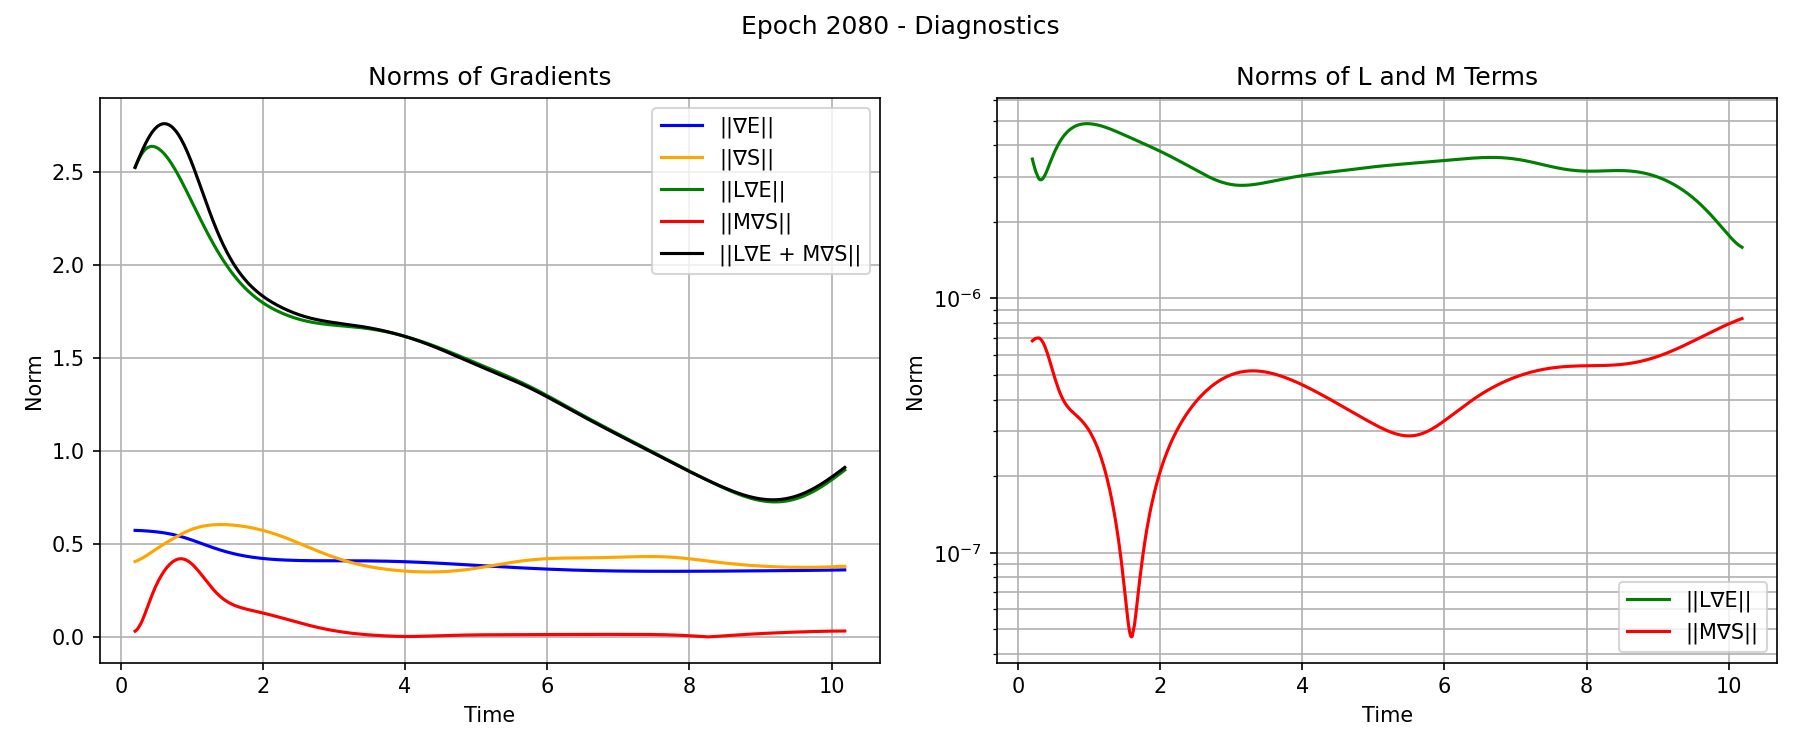 Epoch 2080 - Diagnostics
Norms of Gradients
Norm
2.5
2.0
1.5
1.0
0.5
0.0
0 2 4 6 8 10
Time
||∇E||
||∇S||
||L∇E||
||M∇S||
||L∇E + M∇S||
Norms of L and M Terms
Norm
10⁻⁶
10⁻⁷
0 2 4 6 8 10
Time
||L∇E||
||M∇S||